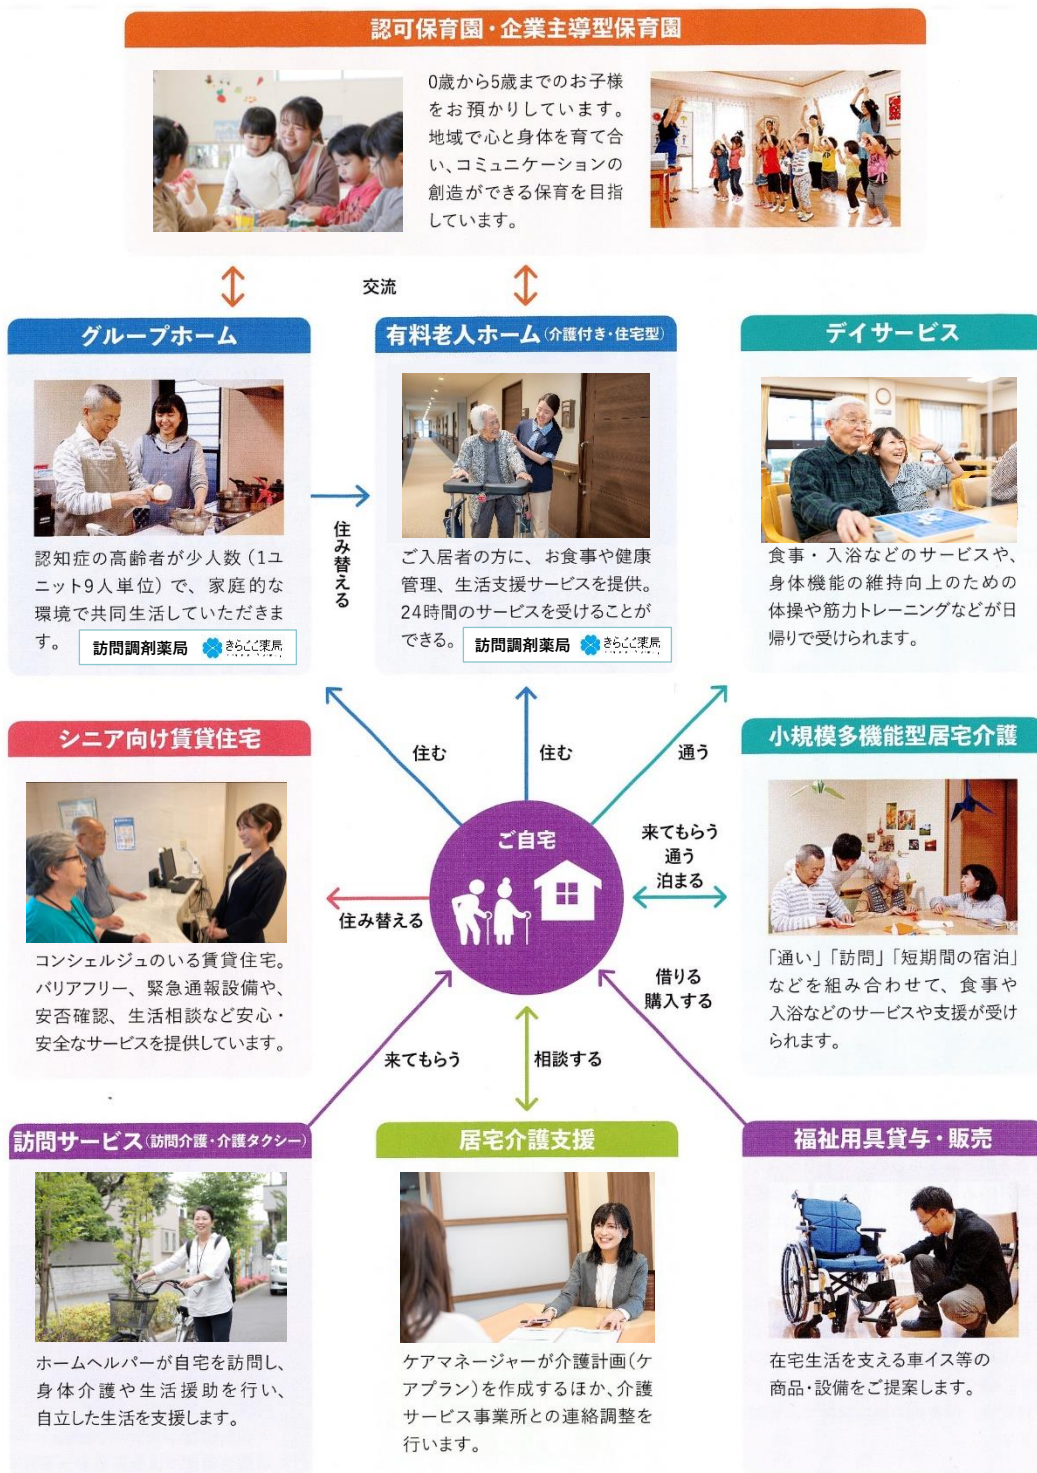 認可保育園・企業主導型保育園
0歳から5歳までのお子様
をお預かりしています。
地域で心と身体を育て合
い、コミュニケーションの
創造ができる保育を目指
しています。
交流
グループホーム
認知症の高齢者が少人数（1ユ
ニット9人単位）で、家庭的な
環境で共同生活していただきま
す。
訪問調剤薬局 きらここ薬局
住み替える
有料老人ホーム（介護付き・住宅型）
ご入居者の方に、お食事や健康
管理、生活支援サービスを提供。
24時間のサービスを受けることが
できる。
訪問調剤薬局 きらここ薬局
デイサービス
食事・入浴などのサービスや、
身体機能の維持向上のための
体操や筋力トレーニングなどが日
帰りで受けられます。
住む
住む
通う
シニア向け賃貸住宅
コンシェルジュのいる賃貸住宅。
バリアフリー、緊急通報設備や、
安否確認、生活相談など安心・
安全なサービスを提供しています。
住み替える
ご自宅
来てもらう
通う
泊まる
小規模多機能型居宅介護
「通い」「訪問」「短期間の宿泊」
などを組み合わせて、食事や
入浴などのサービスや支援が受け
られます。
来てもらう
相談する
借りる
購入する
訪問サービス（訪問介護・介護タクシー）
ホームヘルパーが自宅を訪問し、
身体介護や生活援助を行い、
自立した生活を支援します。
居宅介護支援
ケアマネージャーが介護計画（ケ
アプラン）を作成するほか、介護
サービス事業所との連絡調整を
行います。
福祉用具貸与・販売
在宅生活を支える車イス等の
商品・設備をご提案します。